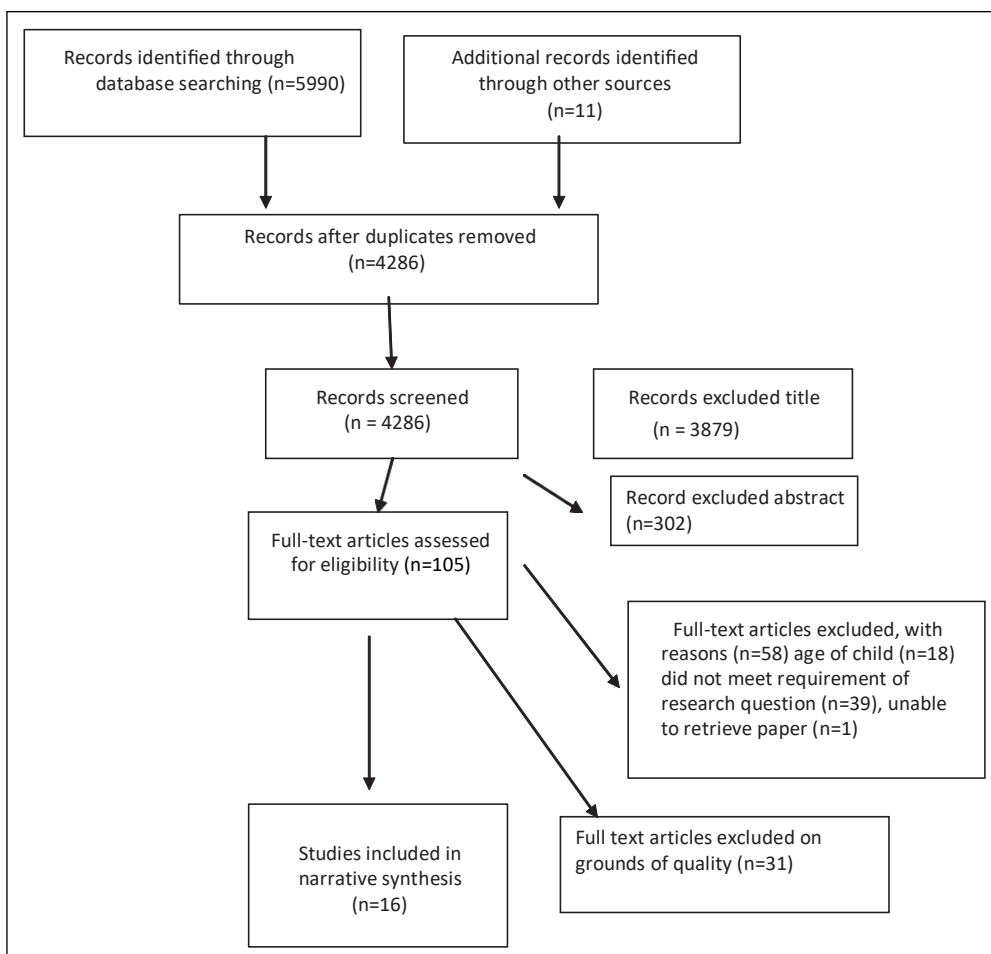 Records identified through
database searching (n=5990)
Additional records identified
through other sources
(n=11)
Records after duplicates removed
(n=4286)
Records screened
(n = 4286)
Records excluded title
(n = 3879)
Record excluded abstract
(n=302)
Full-text articles assessed
for eligibility (n=105)
Full-text articles excluded, with
reasons (n=58) age of child (n=18)
did not meet requirement of
research question (n=39), unable
to retrieve paper (n=1)
Studies included in
narrative synthesis
(n=16)
Full text articles excluded on
grounds of quality (n=31)